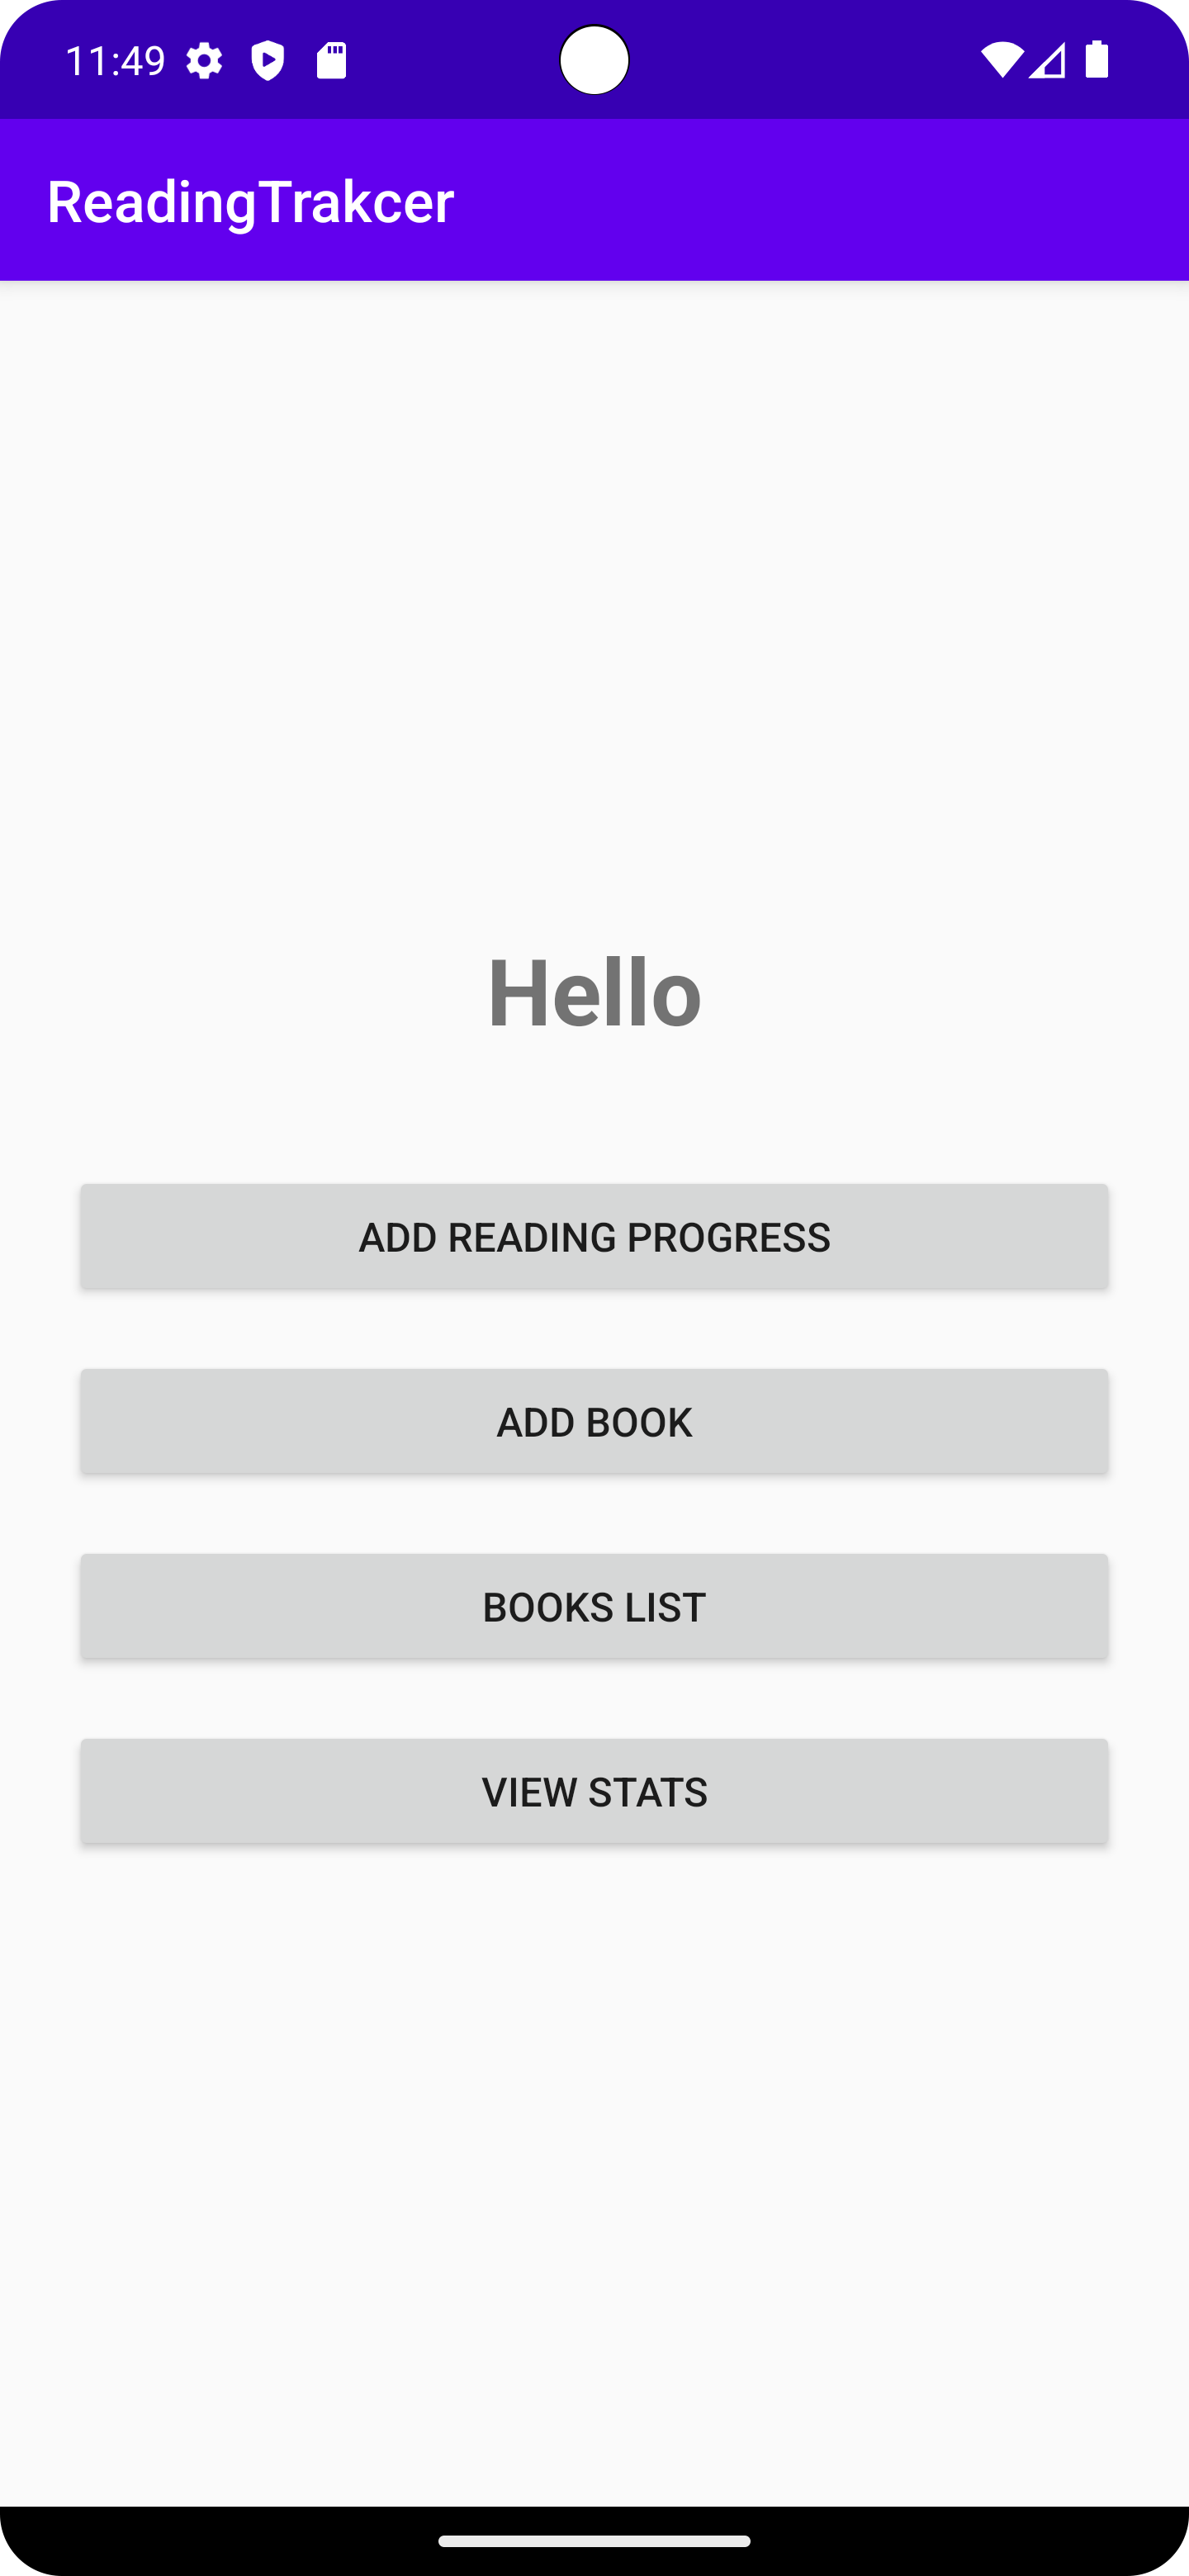 11:49
ReadingTrakcer
Hello
ADD READING PROGRESS
ADD BOOK
BOOKS LIST
VIEW STATS